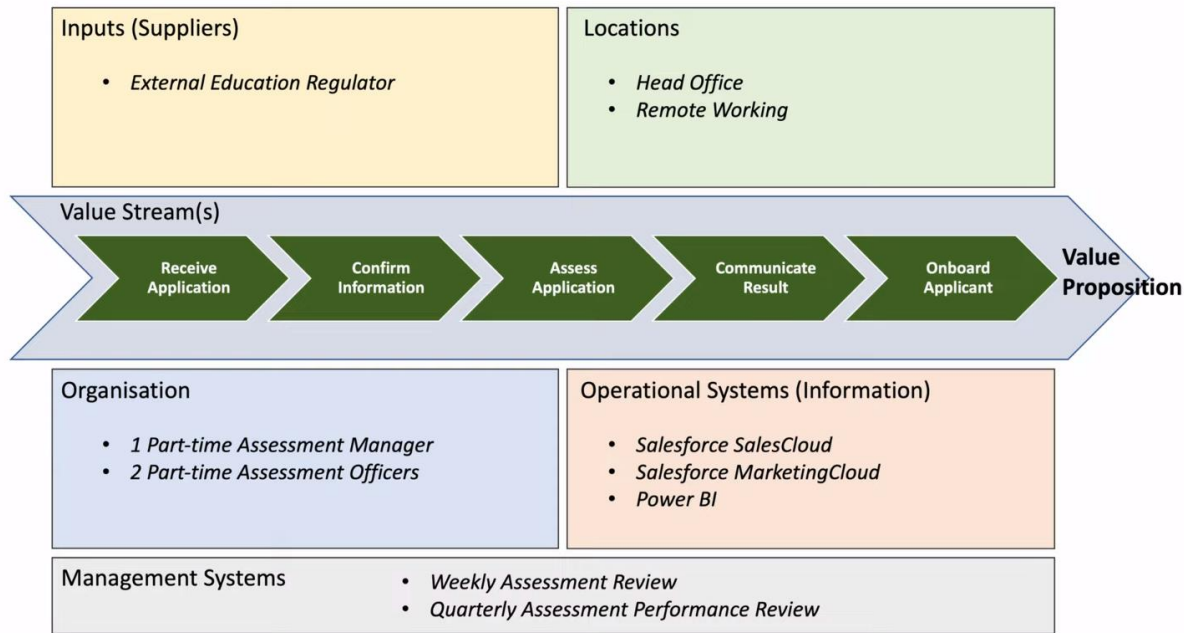 Inputs (Suppliers)
• External Education Regulator
Locations
• Head Office
• Remote Working
Value Stream(s)
Receive
Application
Confirm
Information
Assess
Application
Communicate
Result
Onboard
Applicant
Value
Proposition
Organisation
• 1 Part-time Assessment Manager
• 2 Part-time Assessment Officers
Operational Systems (Information)
• Salesforce SalesCloud
• Salesforce MarketingCloud
• Power BI
Management Systems
• Weekly Assessment Review
• Quarterly Assessment Performance Review